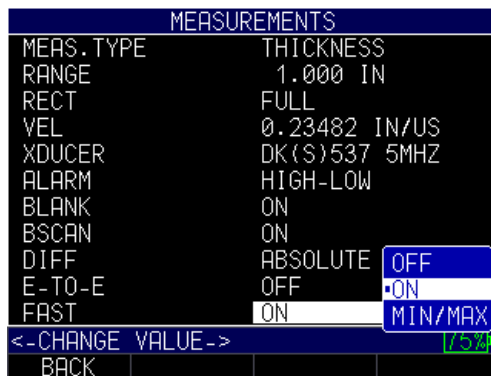 MEASUREMENTS
MEAS.TYPE THICKNESS
RANGE 1.000 IN
RECT FULL
VEL 0.23482 IN/US
XDUCER DK(S)537 5MHZ
ALARM HIGH-LOW
BLANK ON
BSCAN ON
DIFF ABSOLUTE
E-TO-E OFF
FAST ON
OFF
•ON
MIN/MAX
<-CHANGE VALUE-> 75%
BACK